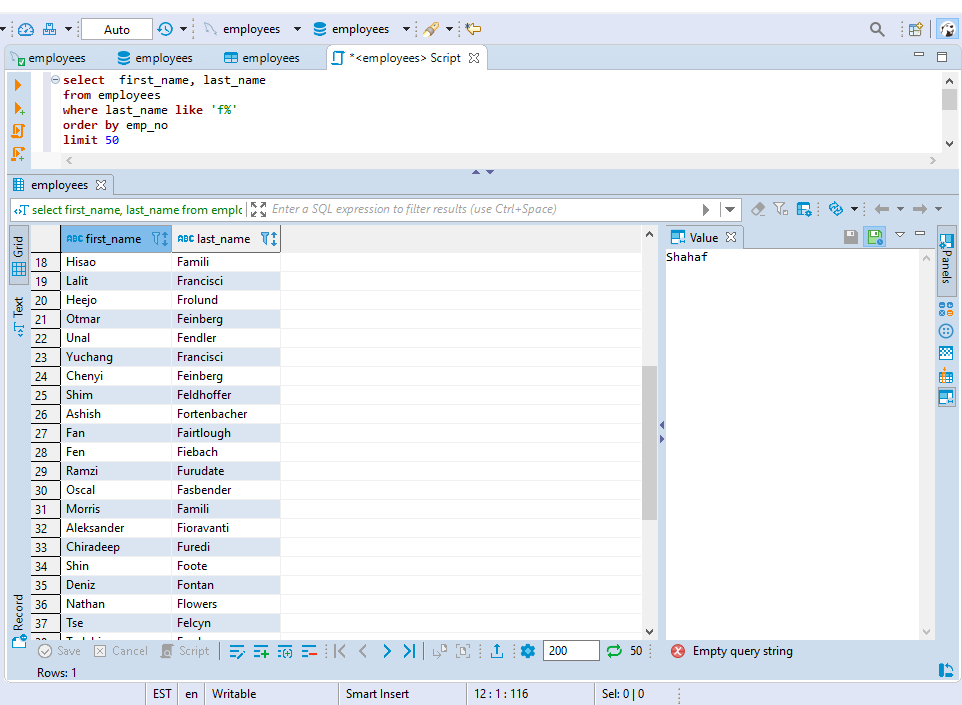 Auto employees employees
employees employees employees *<employees> Script
select first_name, last_name
from employees
where last_name like 'f%'
order by emp_no
limit 50
employees
select first_name, last_name from emplo Enter a SQL expression to filter results (use Ctrl+Space)
Grid
Text
Record
ABC first_name ABC last_name
18 Hisao Famili
19 Lalit Francisci
20 Heejo Frolund
21 Otmar Feinberg
22 Unal Fendler
23 Yuchang Francisci
24 Chenyi Feinberg
25 Shim Feldhoffer
26 Ashish Fortenbacher
27 Fan Fairtlough
28 Fen Fiebach
29 Ramzi Furudate
30 Oscal Fasbender
31 Morris Famili
32 Aleksander Fioravanti
33 Chiradeep Furedi
34 Shin Foote
35 Deniz Fontan
36 Nathan Flowers
37 Tse Felcyn
Value
Shahaf
Panels
Save Cancel Script 200 50 Empty query string
Rows: 1
EST en Writable Smart Insert 12 : 1 : 116 Sel: 0 | 0